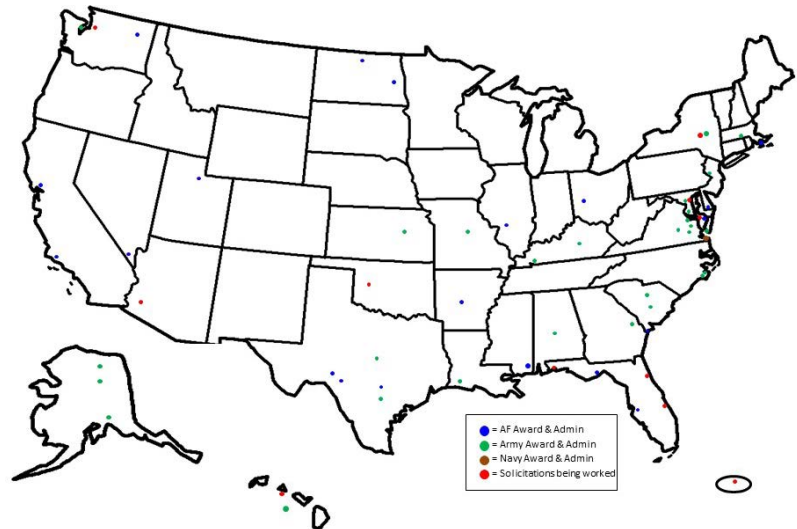 = AF Award & Admin
= Army Award & Admin
= Navy Award & Admin
= Solicitations being worked